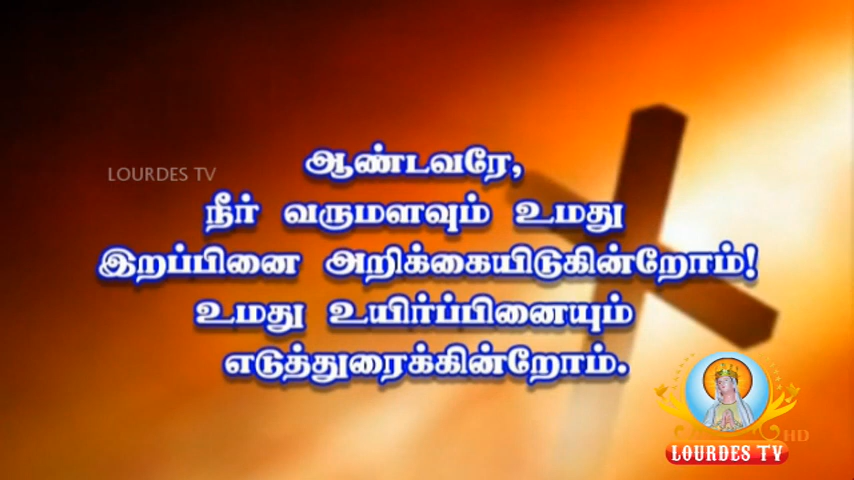 LOURDES TV
ஆண்டவரே,
நீர் வருமளவும் உமது
இறப்பினை அறிக்கையிடுகின்றோம்!
உமது உயிர்ப்பினையும்
எடுத்துரைக்கின்றோம்.
HD
LOURDES TV